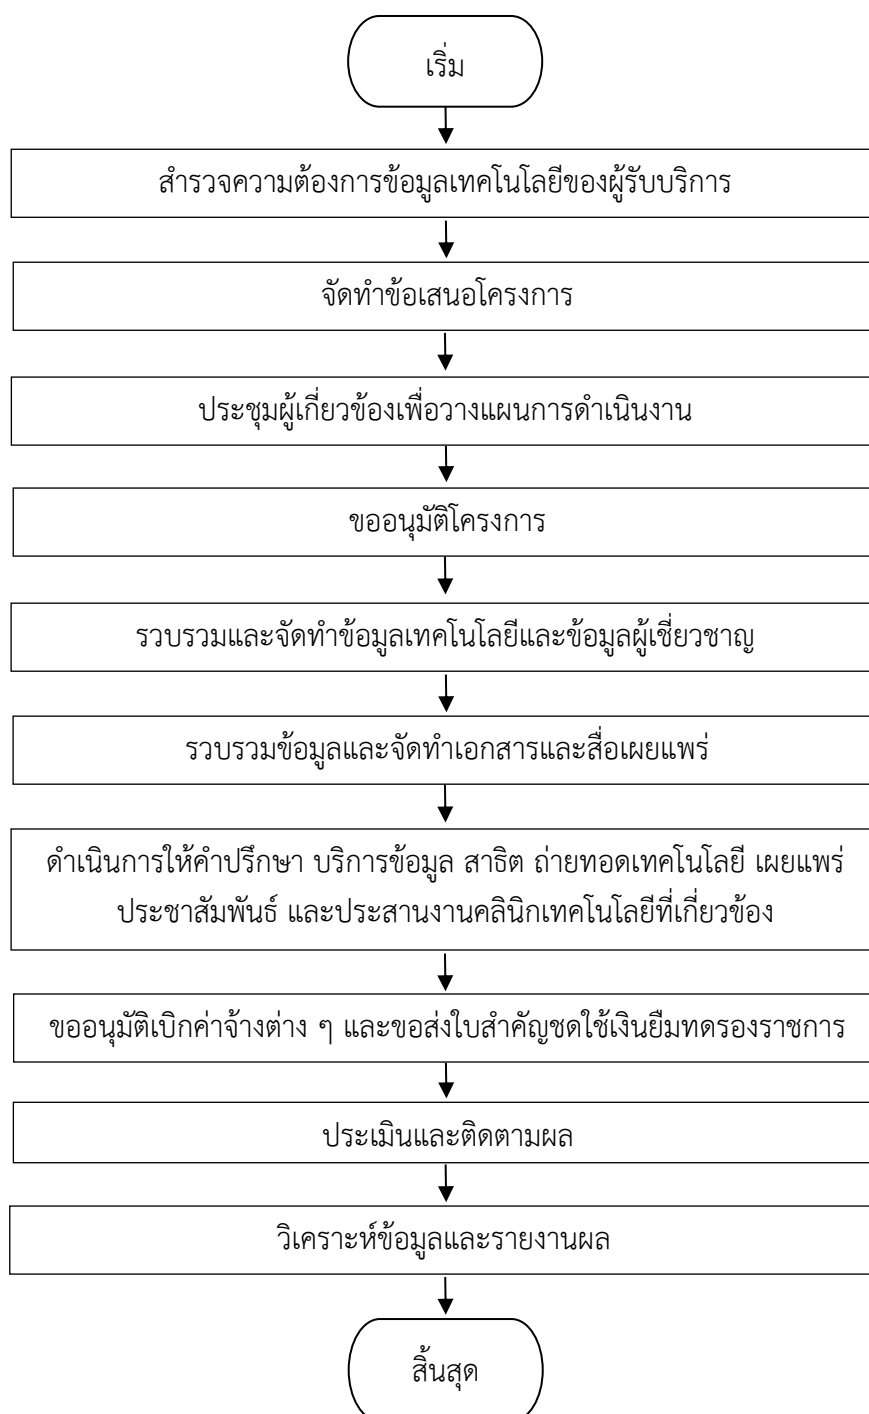 เริ่ม
สำรวจความต้องการข้อมูลเทคโนโลยีของผู้รับบริการ
จัดทำข้อเสนอโครงการ
ประชุมผู้เกี่ยวข้องเพื่อวางแผนการดำเนินงาน
ขออนุมัติโครงการ
รวบรวมและจัดทำข้อมูลเทคโนโลยีและข้อมูลผู้เชี่ยวชาญ
รวบรวมข้อมูลและจัดทำเอกสารและสื่อเผยแพร่
ดำเนินการให้คำปรึกษา บริการข้อมูล สาธิต ถ่ายทอดเทคโนโลยี เผยแพร่
ประชาสัมพันธ์ และประสานงานคลินิกเทคโนโลยีที่เกี่ยวข้อง
ขออนุมัติเบิกค่าจ้างต่าง ๆ และขอส่งใบสำคัญชดใช้เงินยืมทดรองราชการ
ประเมินและติดตามผล
วิเคราะห์ข้อมูลและรายงานผล
สิ้นสุด